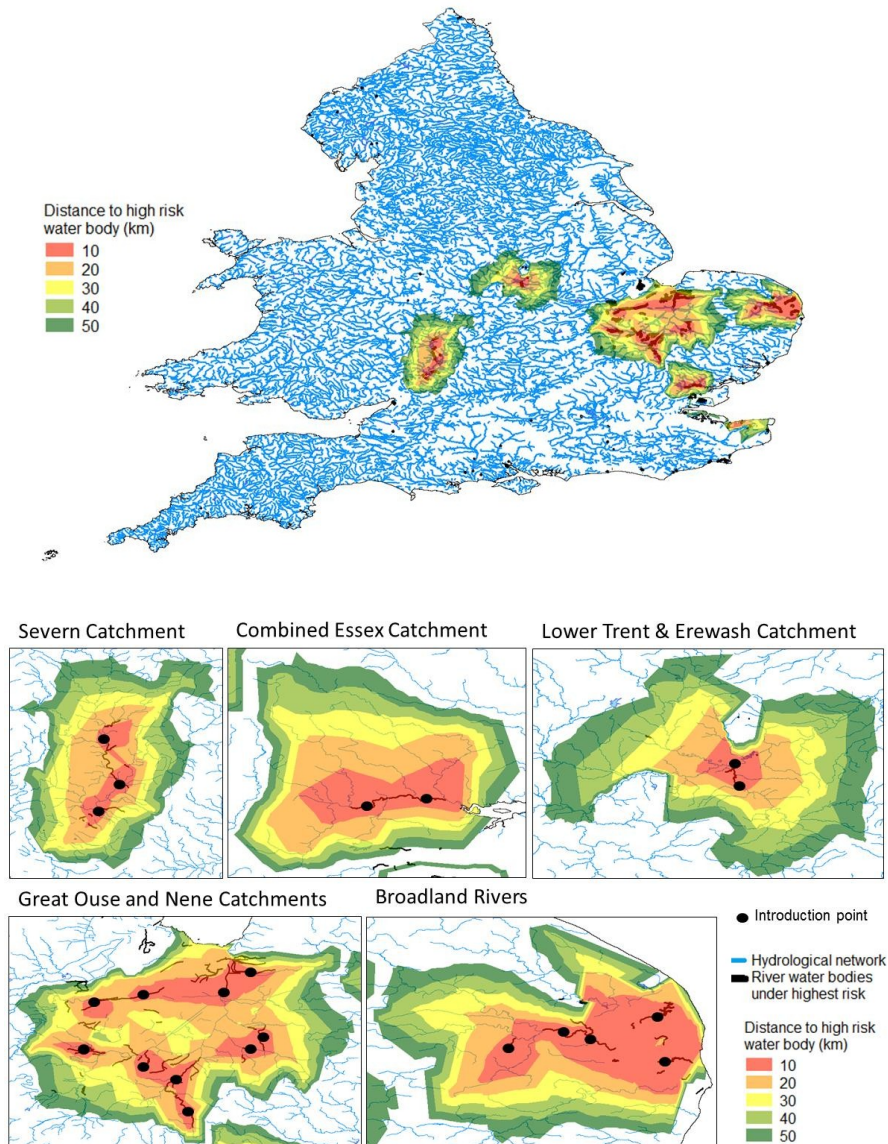 Distance to high risk
water body (km)
10
20
30
40
50
Severn Catchment
Combined Essex Catchment
Lower Trent & Erewash Catchment
Great Ouse and Nene Catchments
Broadland Rivers
Introduction point
Hydrological network
River water bodies
under highest risk
Distance to high risk
water body (km)
10
20
30
40
50